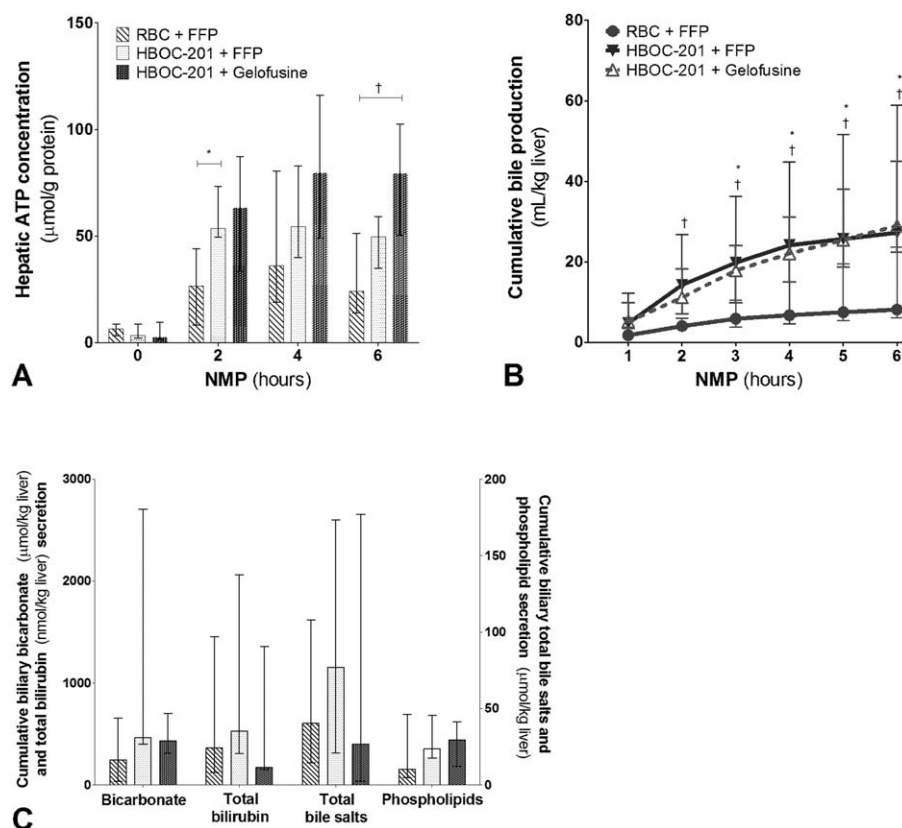 RBC + FFP
HBOC-201 + FFP
HBOC-201 + Gelofusine
Hepatic ATP concentration
(μmol/g protein)
150
100
50
0
*
†
0 2 4 6
NMP (hours)
A
RBC + FFP
HBOC-201 + FFP
HBOC-201 + Gelofusine
Cumulative bile production
(mL/kg liver)
80
60
40
20
0
†
*
†
*
†
*
†
*
†
1 2 3 4 5 6
NMP (hours)
B
Cumulative biliary bicarbonate (μmol/kg liver)
and total bilirubin (nmol/kg liver) secretion
3000
2000
1000
0
200
150
100
50
0
Cumulative biliary total bile salts and
phospholipid secretion (μmol/kg liver)
Bicarbonate
Total
bilirubin
Total
bile salts
Phospholipids
C